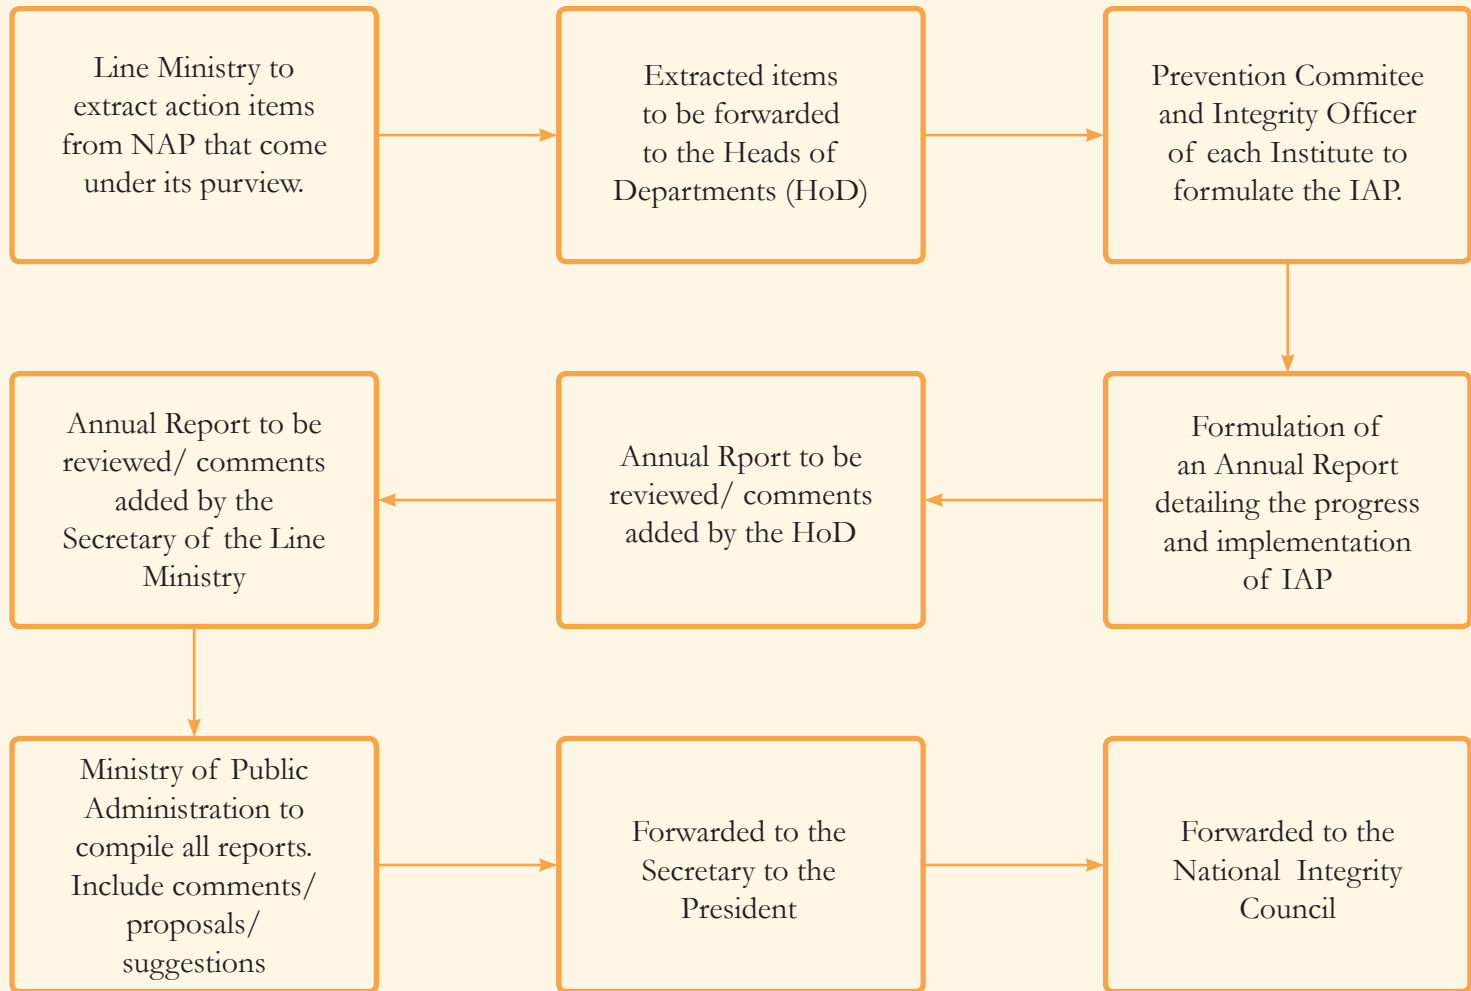 Line Ministry to
extract action items
from NAP that come
under its purview.
Extracted items
to be forwarded
to the Heads of
Departments (HoD)
Prevention Commitee
and Integrity Officer
of each Institute to
formulate the IAP.
Formulation of
an Annual Report
detailing the progress
and implementation
of IAP
Annual Rport to be
reviewed/ comments
added by the HoD
Annual Report to be
reviewed/ comments
added by the
Secretary of the Line
Ministry
Ministry of Public
Administration to
compile all reports.
Include comments/
proposals/
suggestions
Forwarded to the
Secretary to the
President
Forwarded to the
National Integrity
Council